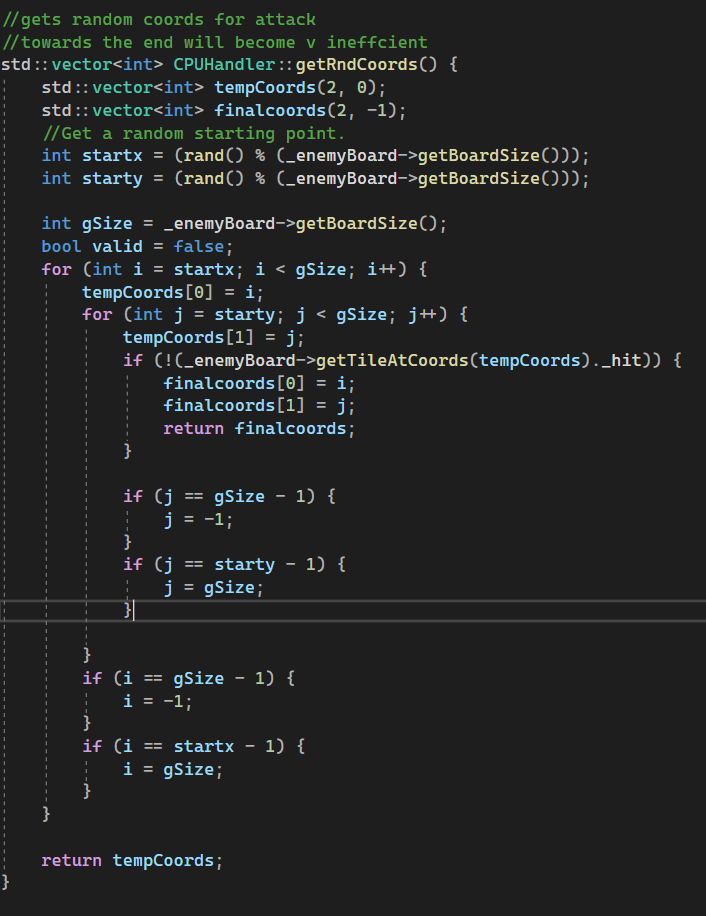 //gets random coords for attack
//towards the end will become v ineffcient
std::vector<int> CPUHandler::getRndCoords() {
    std::vector<int> tempCoords(2, 0);
    std::vector<int> finalcoords(2, -1);
    //Get a random starting point.
    int startx = (rand() % (_enemyBoard->getBoardSize()));
    int starty = (rand() % (_enemyBoard->getBoardSize()));

    int gSize = _enemyBoard->getBoardSize();
    bool valid = false;
    for (int i = startx; i < gSize; i++) {
        tempCoords[0] = i;
        for (int j = starty; j < gSize; j++) {
            tempCoords[1] = j;
            if (!(_enemyBoard->getTileAtCoords(tempCoords)._hit)) {
                finalcoords[0] = i;
                finalcoords[1] = j;
                return finalcoords;
            }

            if (j == gSize - 1) {
                j = -1;
            }
            if (j == starty - 1) {
                j = gSize;
            }

        }
        if (i == gSize - 1) {
            i = -1;
        }
        if (i == startx - 1) {
            i = gSize;
        }
    }

    return tempCoords;
}